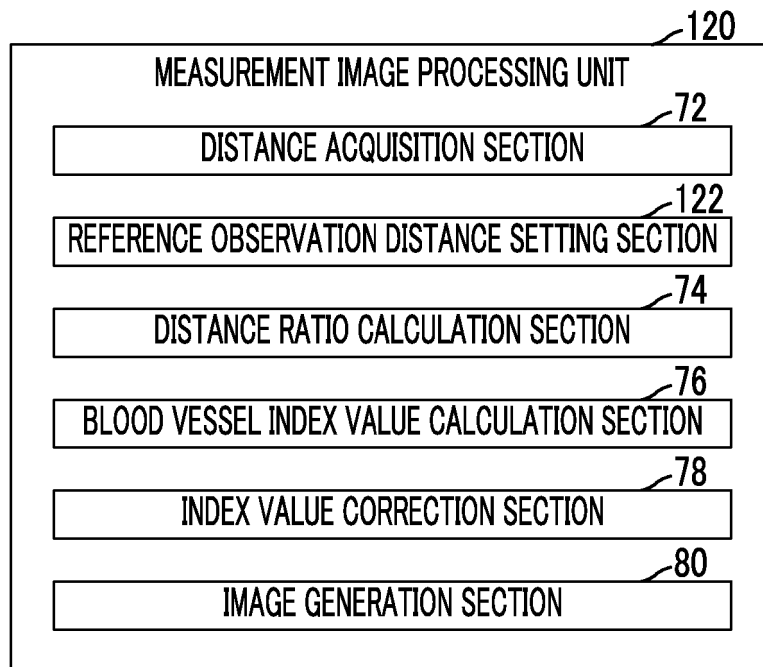 120
MEASUREMENT IMAGE PROCESSING UNIT
72
DISTANCE ACQUISITION SECTION
122
REFERENCE OBSERVATION DISTANCE SETTING SECTION
74
DISTANCE RATIO CALCULATION SECTION
76
BLOOD VESSEL INDEX VALUE CALCULATION SECTION
78
INDEX VALUE CORRECTION SECTION
80
IMAGE GENERATION SECTION